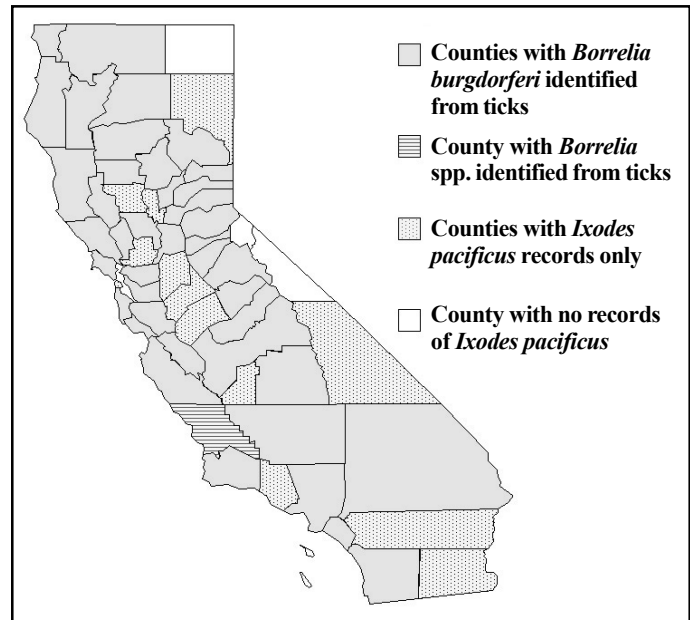 Counties with Borrelia
burgdorferi identified
from ticks
County with Borrelia
spp. identified from ticks
Counties with Ixodes
pacificus records only
County with no records
of Ixodes pacificus